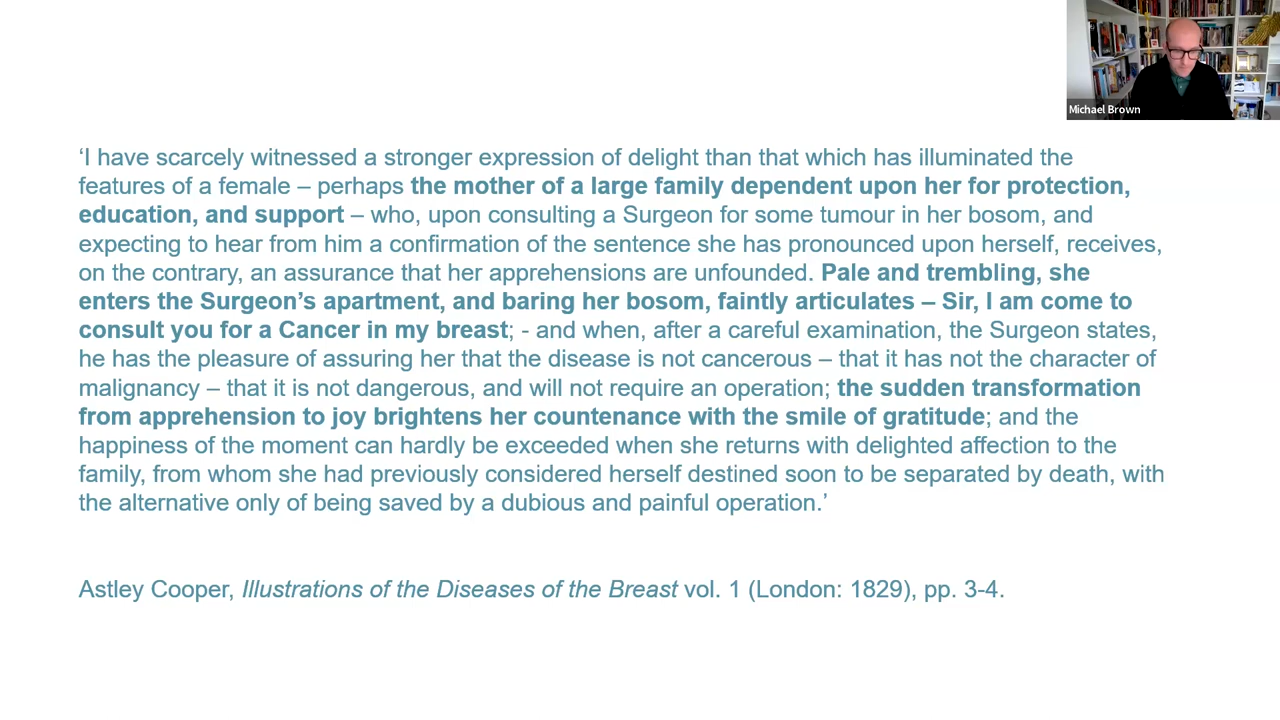 Michael Brown
‘I have scarcely witnessed a stronger expression of delight than that which has illuminated the
features of a female – perhaps the mother of a large family dependent upon her for protection,
education, and support – who, upon consulting a Surgeon for some tumour in her bosom, and
expecting to hear from him a confirmation of the sentence she has pronounced upon herself, receives,
on the contrary, an assurance that her apprehensions are unfounded. Pale and trembling, she
enters the Surgeon’s apartment, and baring her bosom, faintly articulates – Sir, I am come to
consult you for a Cancer in my breast; - and when, after a careful examination, the Surgeon states,
he has the pleasure of assuring her that the disease is not cancerous – that it has not the character of
malignancy – that it is not dangerous, and will not require an operation; the sudden transformation
from apprehension to joy brightens her countenance with the smile of gratitude; and the
happiness of the moment can hardly be exceeded when she returns with delighted affection to the
family, from whom she had previously considered herself destined soon to be separated by death, with
the alternative only of being saved by a dubious and painful operation.’
Astley Cooper, Illustrations of the Diseases of the Breast vol. 1 (London: 1829), pp. 3-4.